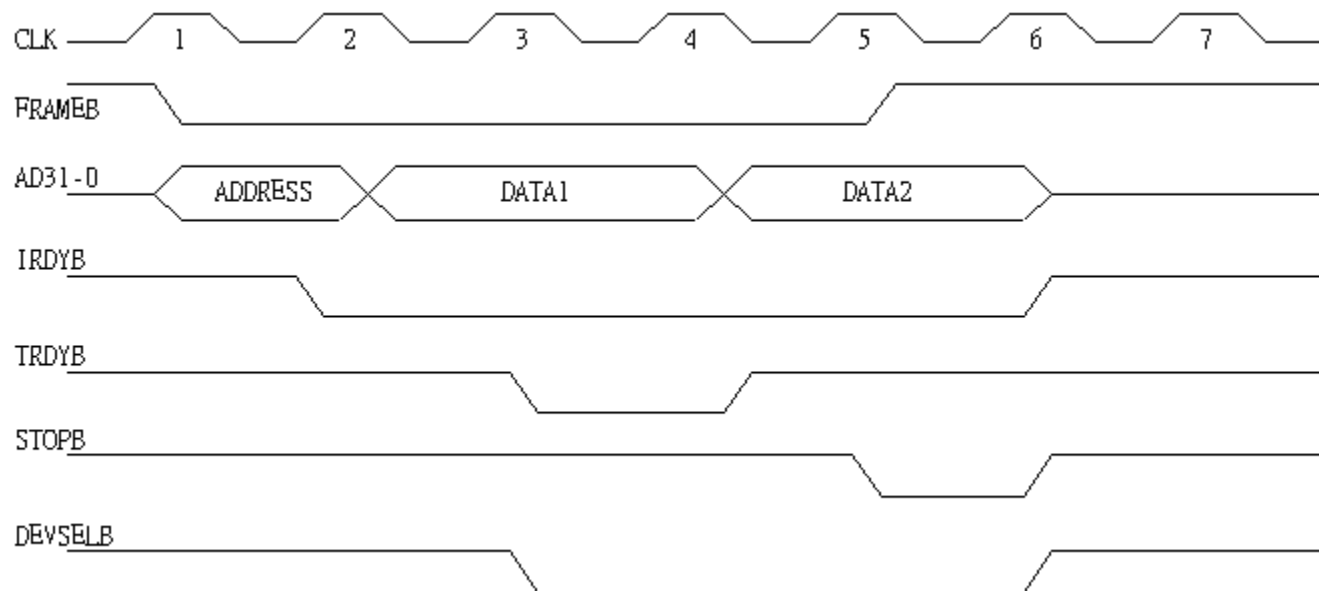 CLK 1 2 3 4 5 6 7
FRAMEB
AD31-0 ADDRESS DATA1 DATA2
IRDYB
TRDYB
STOPB
DEVSELB